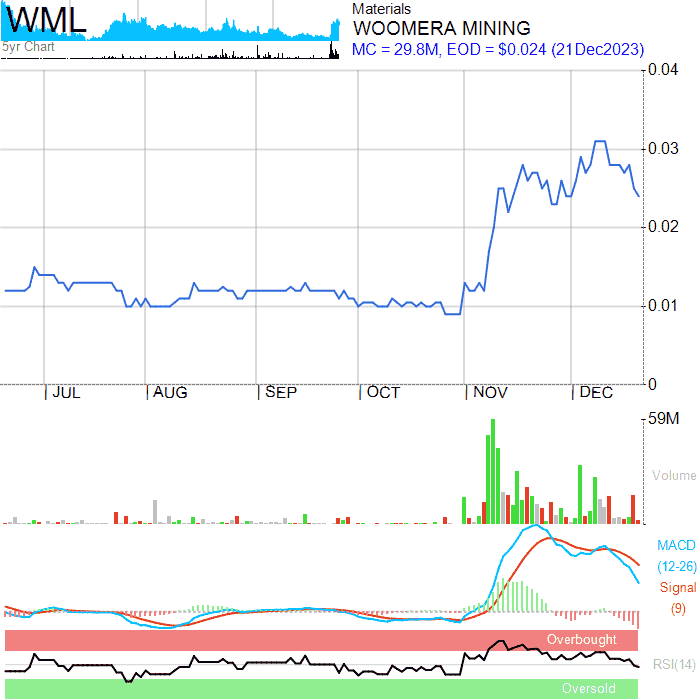 WML
5yr Chart
Materials
WOOMERA MINING
MC = 29.8M, EOD = $0.024 (21Dec2023)
0.04
0.03
0.02
0.01
0
JUL AUG SEP OCT NOV DEC
59M
Volume
MACD
(12-26)
Signal
(9)
Overbought
RSI(14)
Oversold